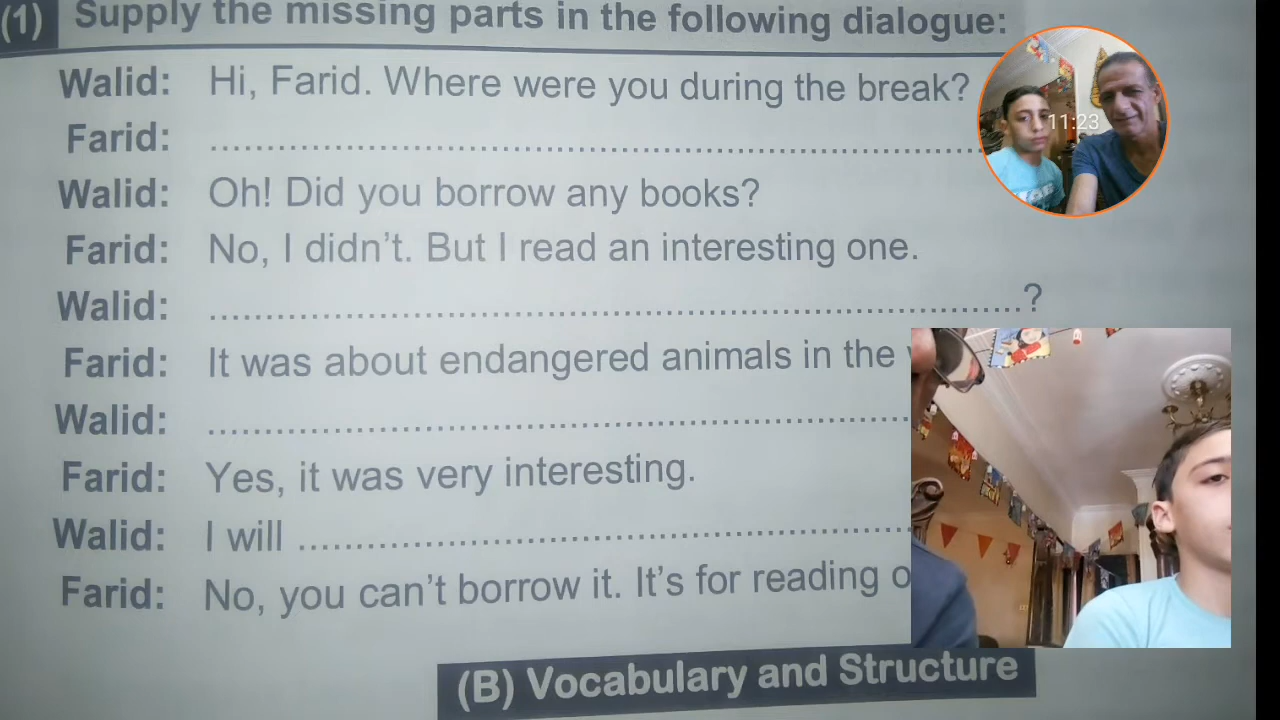 (1) Supply the missing parts in the following dialogue:
Walid: Hi, Farid. Where were you during the break?
11:23
Farid: ................................................................
Walid: Oh! Did you borrow any books?
Farid: No, I didn't. But I read an interesting one.
Walid: ................................................................?
Farid: It was about endangered animals in the
Walid: ................................................................
Farid: Yes, it was very interesting.
Walid: I will ................................................................
Farid: No, you can't borrow it. It's for reading
(B) Vocabulary and Structure